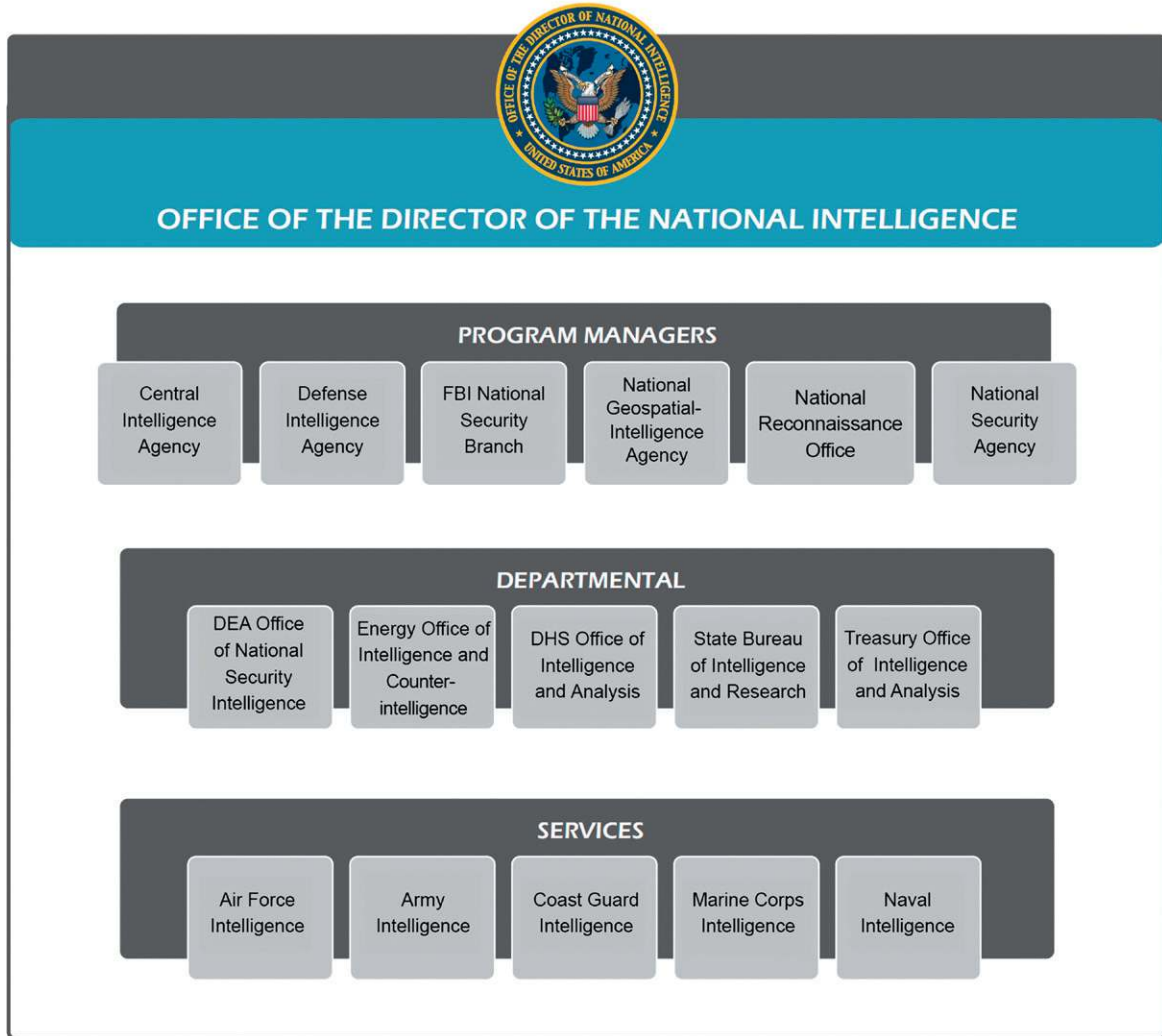 OFFICE OF THE DIRECTOR OF NATIONAL INTELLIGENCE
UNITED STATES OF AMERICA
OFFICE OF THE DIRECTOR OF THE NATIONAL INTELLIGENCE
PROGRAM MANAGERS
Central
Intelligence
Agency
Defense
Intelligence
Agency
FBI National
Security
Branch
National
Geospatial-
Intelligence
Agency
National
Reconnaissance
Office
National
Security
Agency
DEPARTMENTAL
DEA Office
of National
Security
Intelligence
Energy Office of
Intelligence and
Counter-
intelligence
DHS Office of
Intelligence
and Analysis
State Bureau
of Intelligence
and Research
Treasury Office
of Intelligence
and Analysis
SERVICES
Air Force
Intelligence
Army
Intelligence
Coast Guard
Intelligence
Marine Corps
Intelligence
Naval
Intelligence